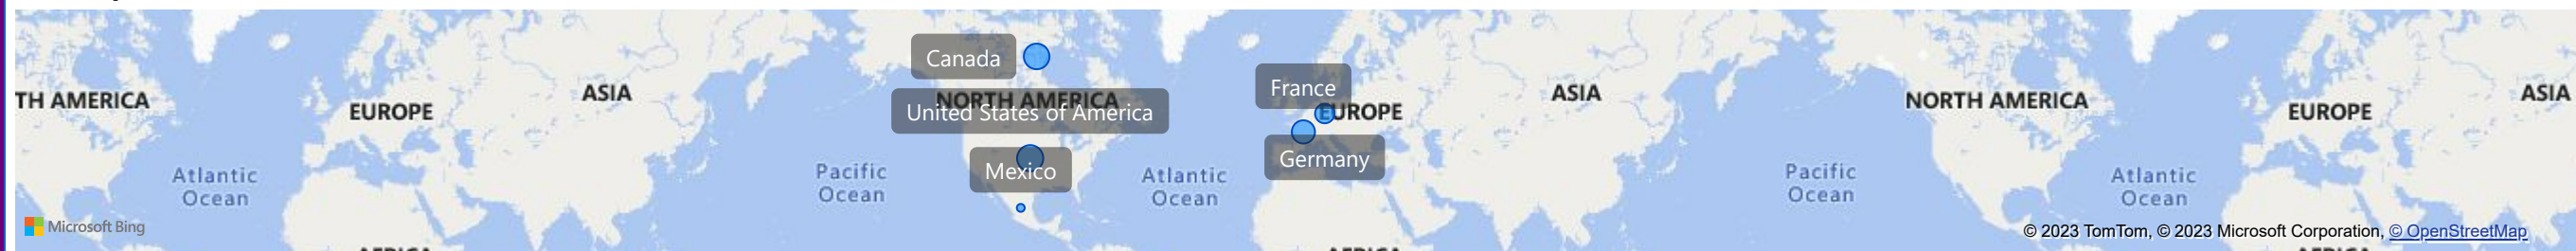 Canada
France
ASIA
ASIA
ASIA
TH AMERICA
EUROPE
NORTH AMERICA
United States of America
EUROPE
NORTH AMERICA
EUROPE
Germany
Mexico
Atlantic
Ocean
Pacific
Ocean
Atlantic
Ocean
Pacific
Ocean
Atlantic
Ocean
Microsoft Bing
© 2023 TomTom, © 2023 Microsoft Corporation, © OpenStreetMap